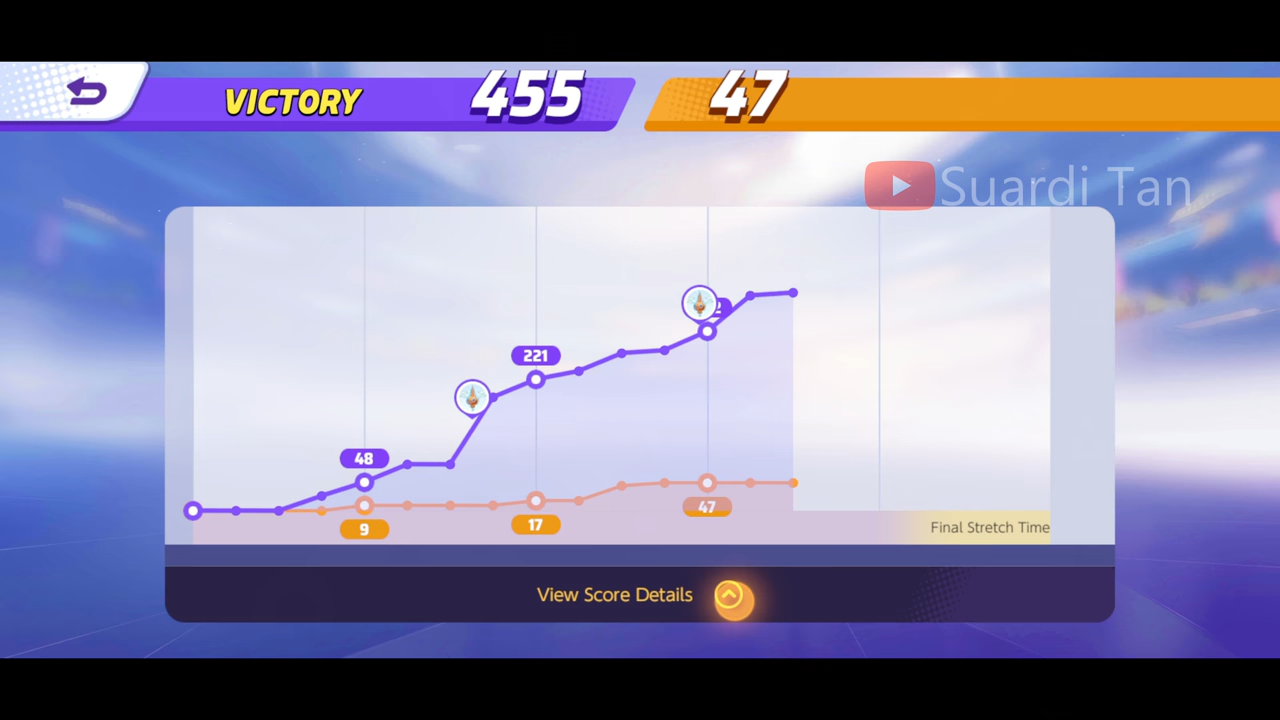 VICTORY 455 47
Suardi Tan
221
48
9
17
47
Final Stretch Time
View Score Details